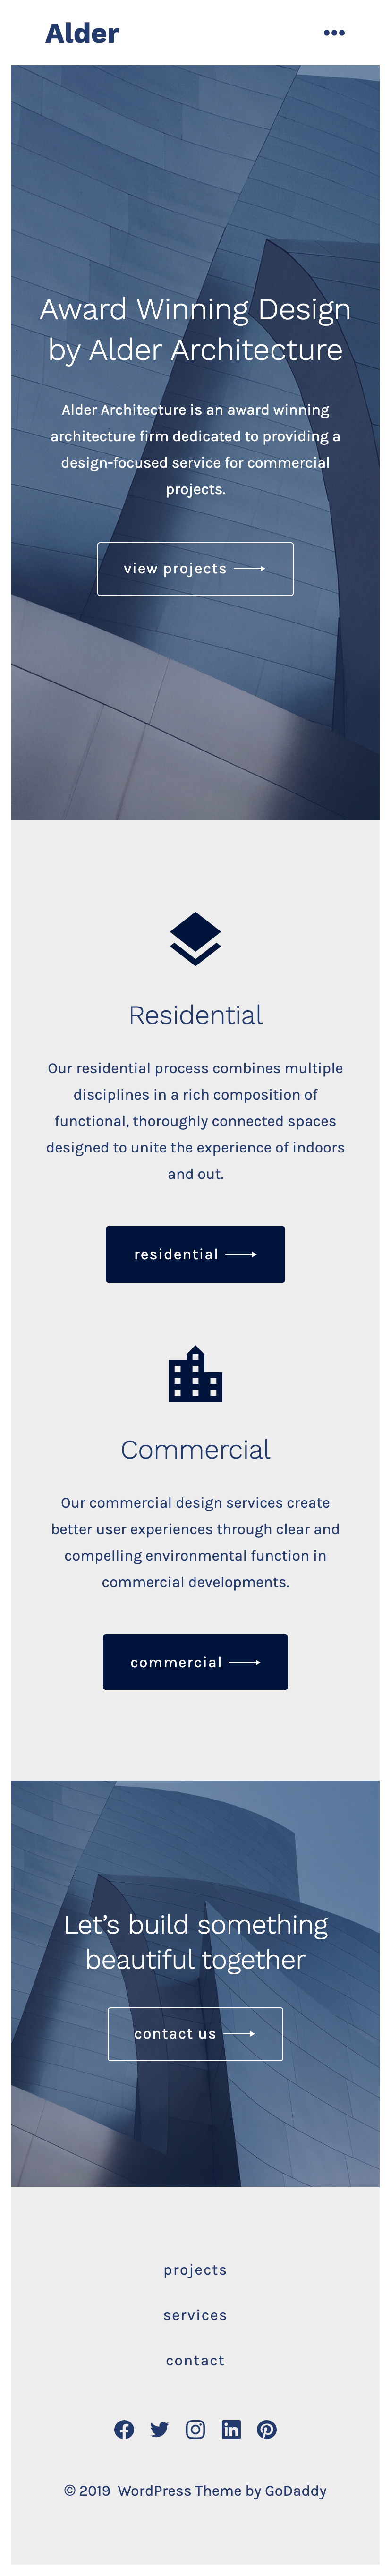 Alder
Award Winning Design
by Alder Architecture
Alder Architecture is an award winning
architecture firm dedicated to providing a
design-focused service for commercial
projects.
view projects
Residential
Our residential process combines multiple
disciplines in a rich composition of
functional, thoroughly connected spaces
designed to unite the experience of indoors
and out.
residential
Commercial
Our commercial design services create
better user experiences through clear and
compelling environmental function in
commercial developments.
commercial
Let’s build something
beautiful together
contact us
projects
services
contact
© 2019 WordPress Theme by GoDaddy